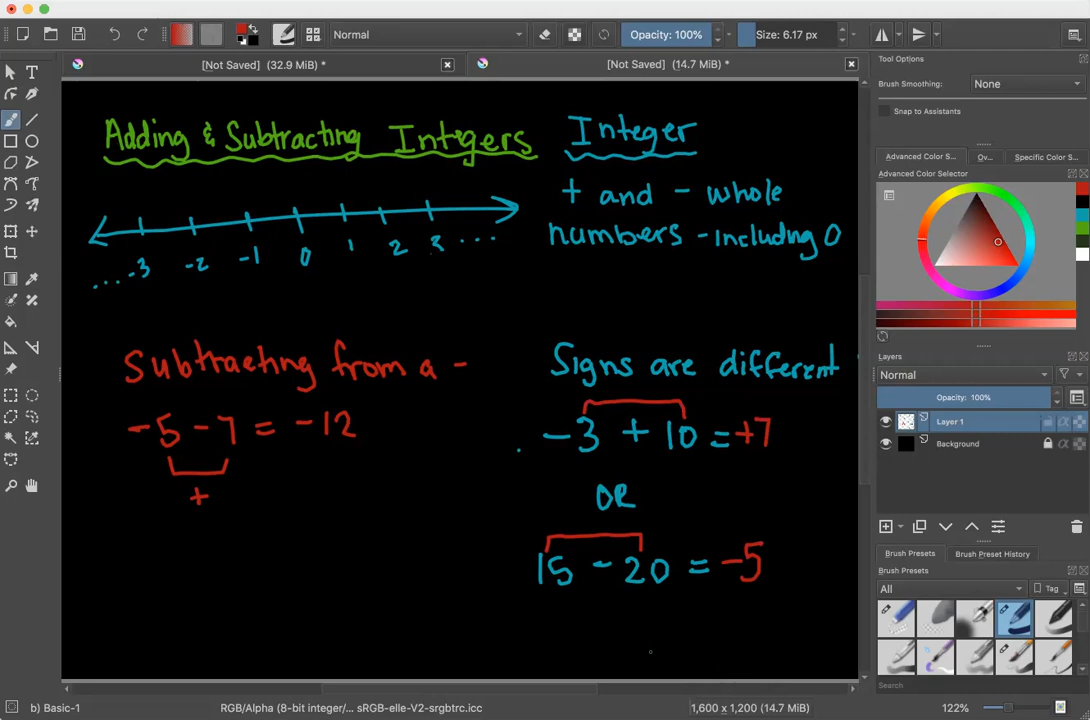 Normal
Opacity: 100%
Size: 6.17 px
[Not Saved] (32.9 MiB) *
[Not Saved] (14.7 MiB) *
Tool Options
Brush Smoothing:
None
Snap to Assistants
Advanced Color S...
Ov...
Specific Color S...
Advanced Color Selector
Adding & Subtracting Integers
... -3 -2 -1 0 1 2 3 ...
Integer
+ and - whole
numbers - including 0
Subtracting from a -
-5 - 7 = -12
+
Signs are different
-3 + 10 = +7
OR
15 - 20 = -5
Layers
Normal
Opacity: 100%
Layer 1
Background
Brush Presets
Brush Preset History
Brush Presets
All
Tag
Search
b) Basic-1
RGB/Alpha (8-bit integer/... sRGB-elle-V2-srgbtrc.icc
1,600 x 1,200 (14.7 MiB)
122%